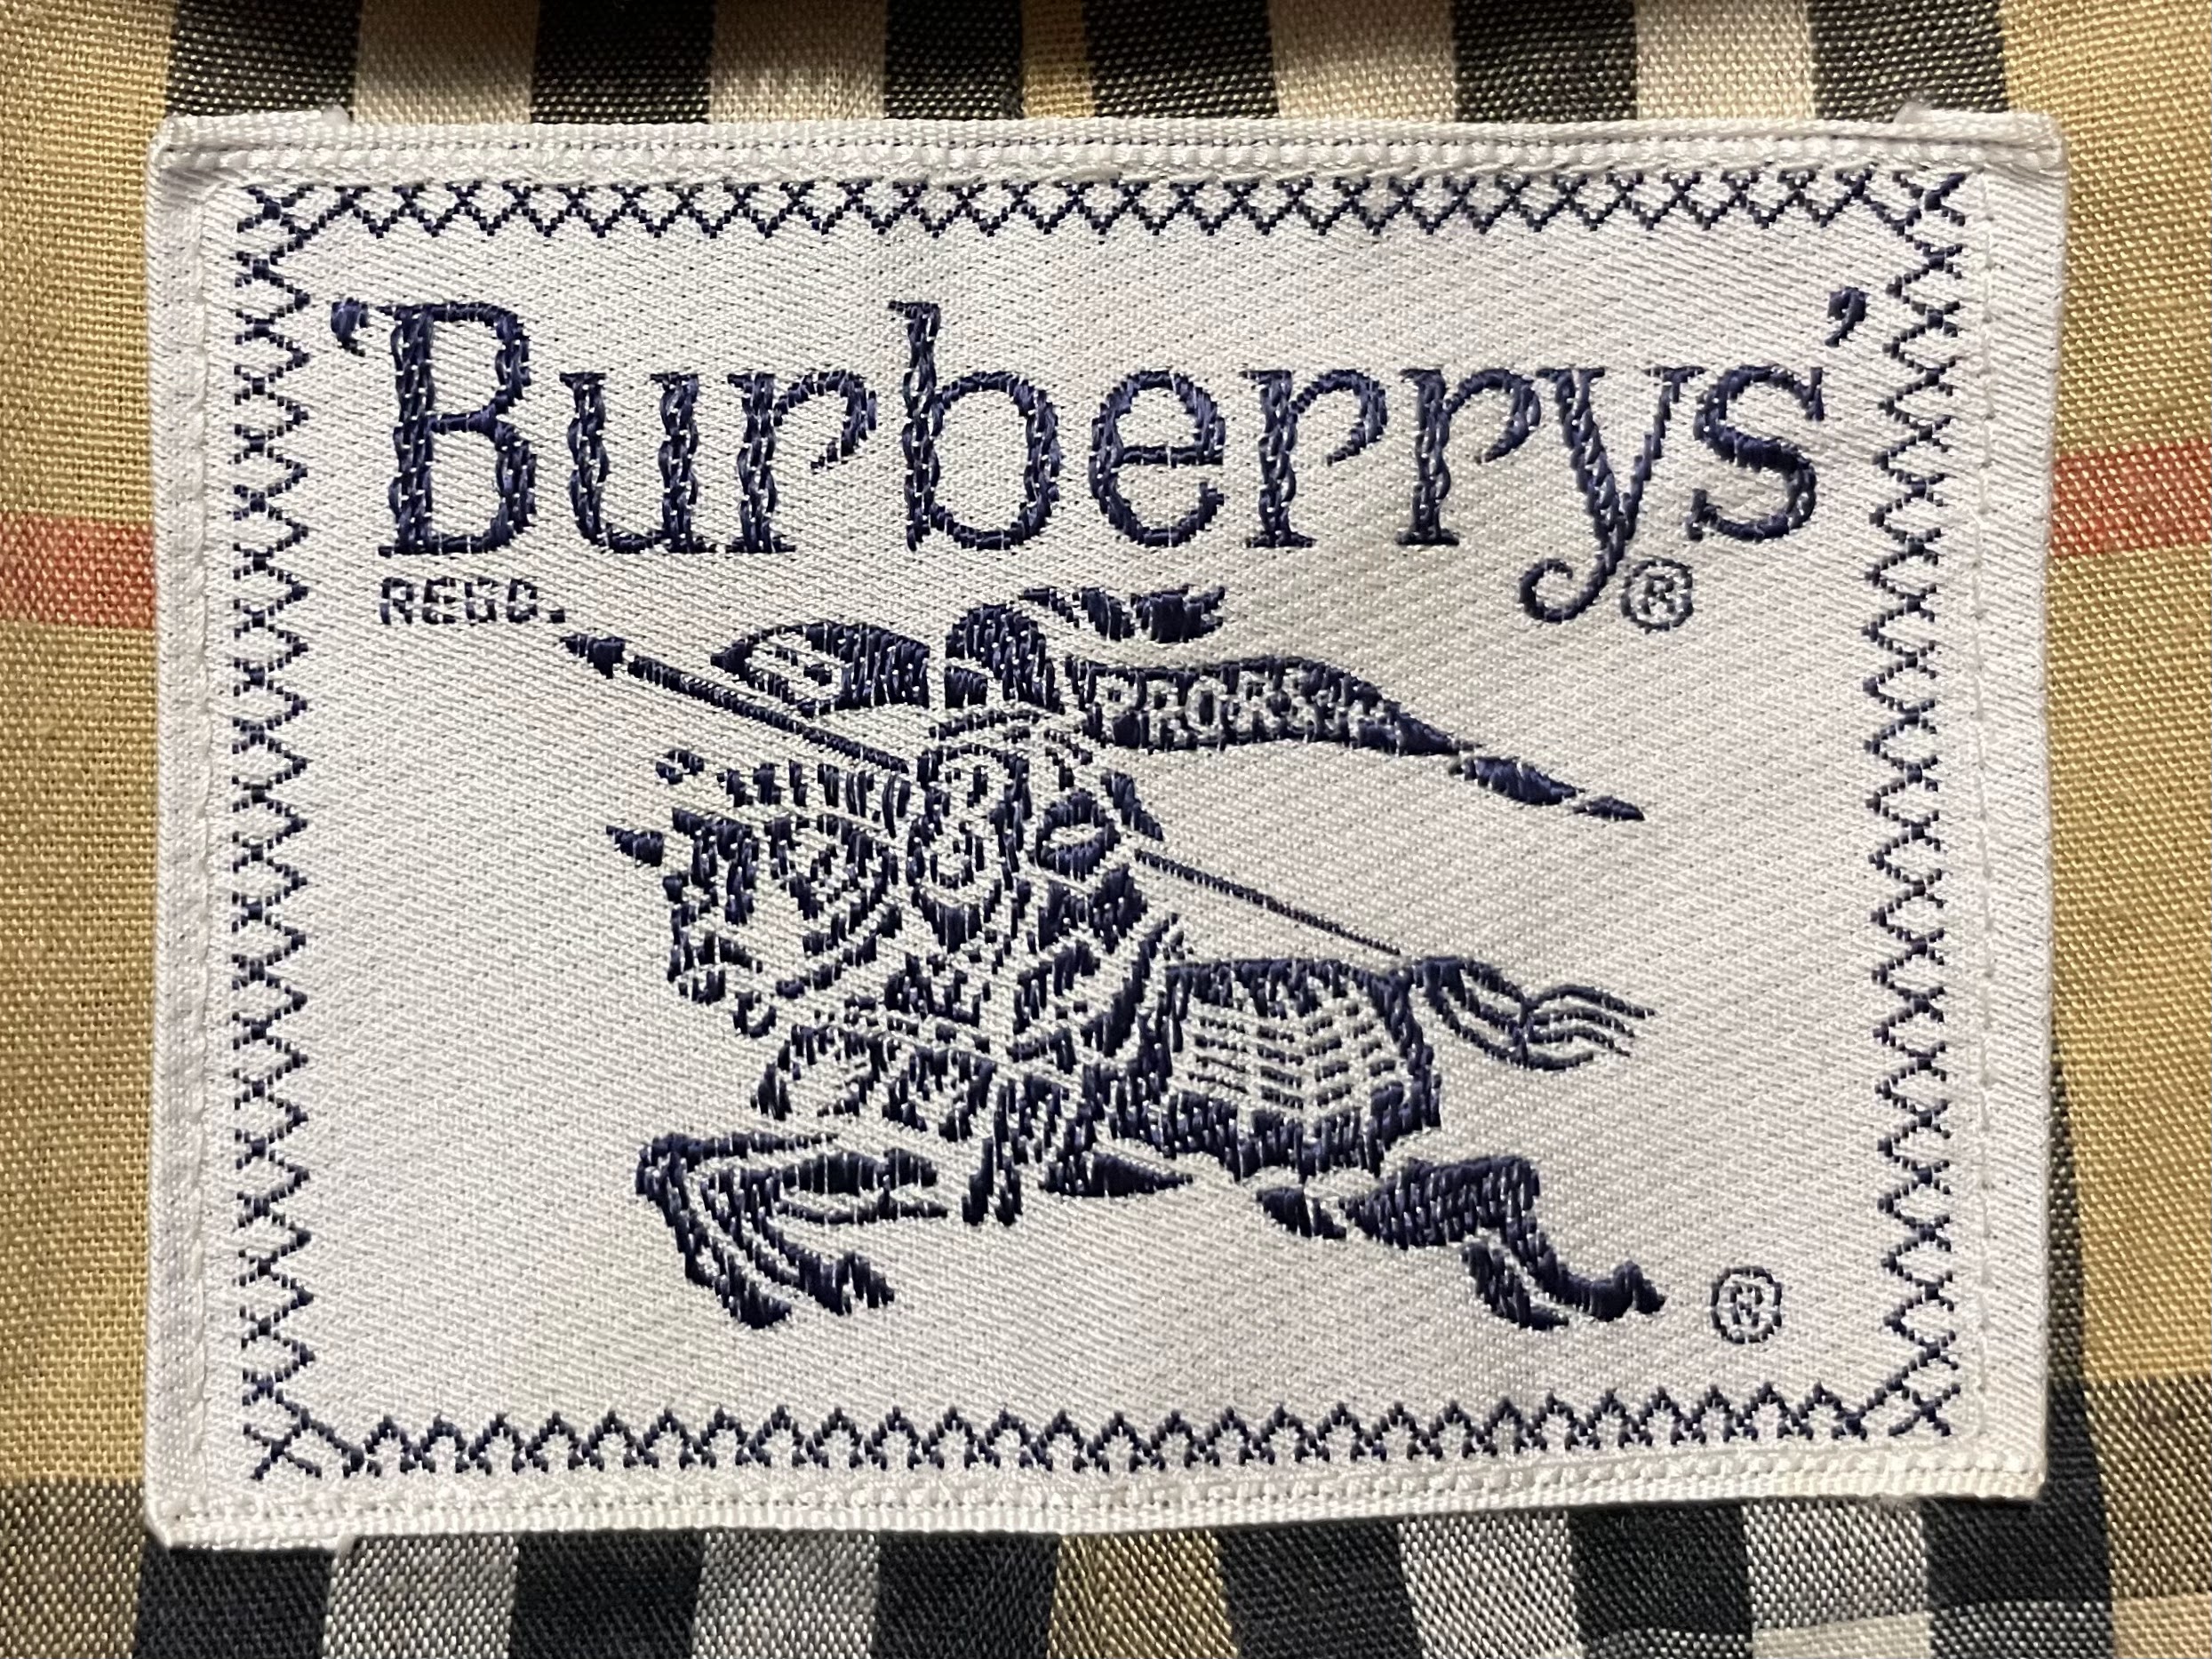 ‘Burberrys’
REGD. ®
PRORSUM
®